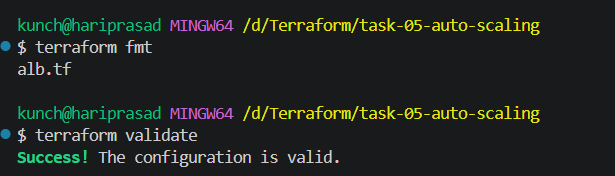 kunch@hariprasad MINGW64 /d/Terraform/task-05-auto-scaling
$ terraform fmt
alb.tf
kunch@hariprasad MINGW64 /d/Terraform/task-05-auto-scaling
$ terraform validate
Success! The configuration is valid.